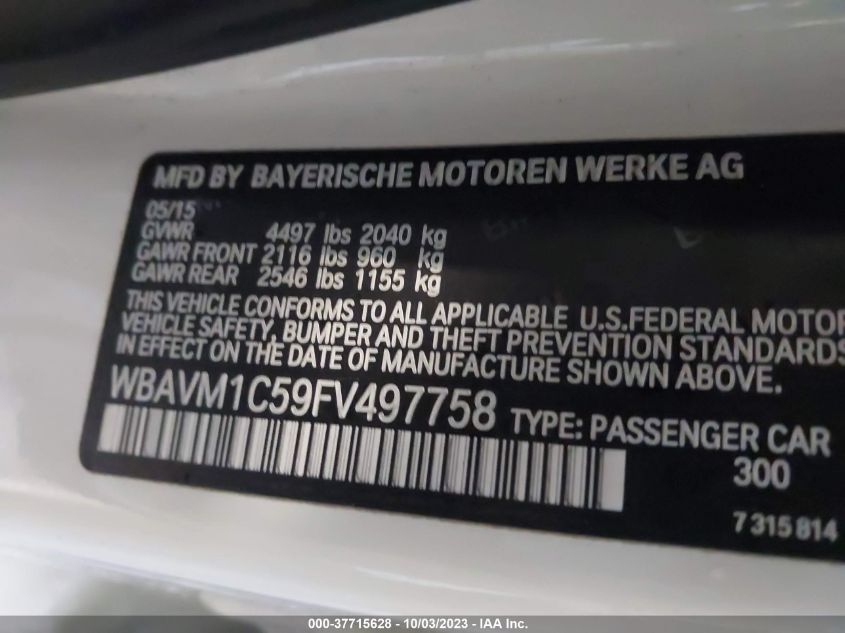 MFD BY BAYERISCHE MOTOREN WERKE AG
05/15
GVWR 4497 lbs 2040 kg
GAWR FRONT 2116 lbs 960 kg
GAWR REAR 2546 lbs 1155 kg
THIS VEHICLE CONFORMS TO ALL APPLICABLE U.S.FEDERAL MOTOR
VEHICLE SAFETY, BUMPER AND THEFT PREVENTION STANDARDS
IN EFFECT ON THE DATE OF MANUFACTURE SHOWN ABOVE.
WBAVM1C59FV497758 TYPE: PASSENGER CAR
300
7 315 814
000-37715628 - 10/03/2023 - IAA Inc.